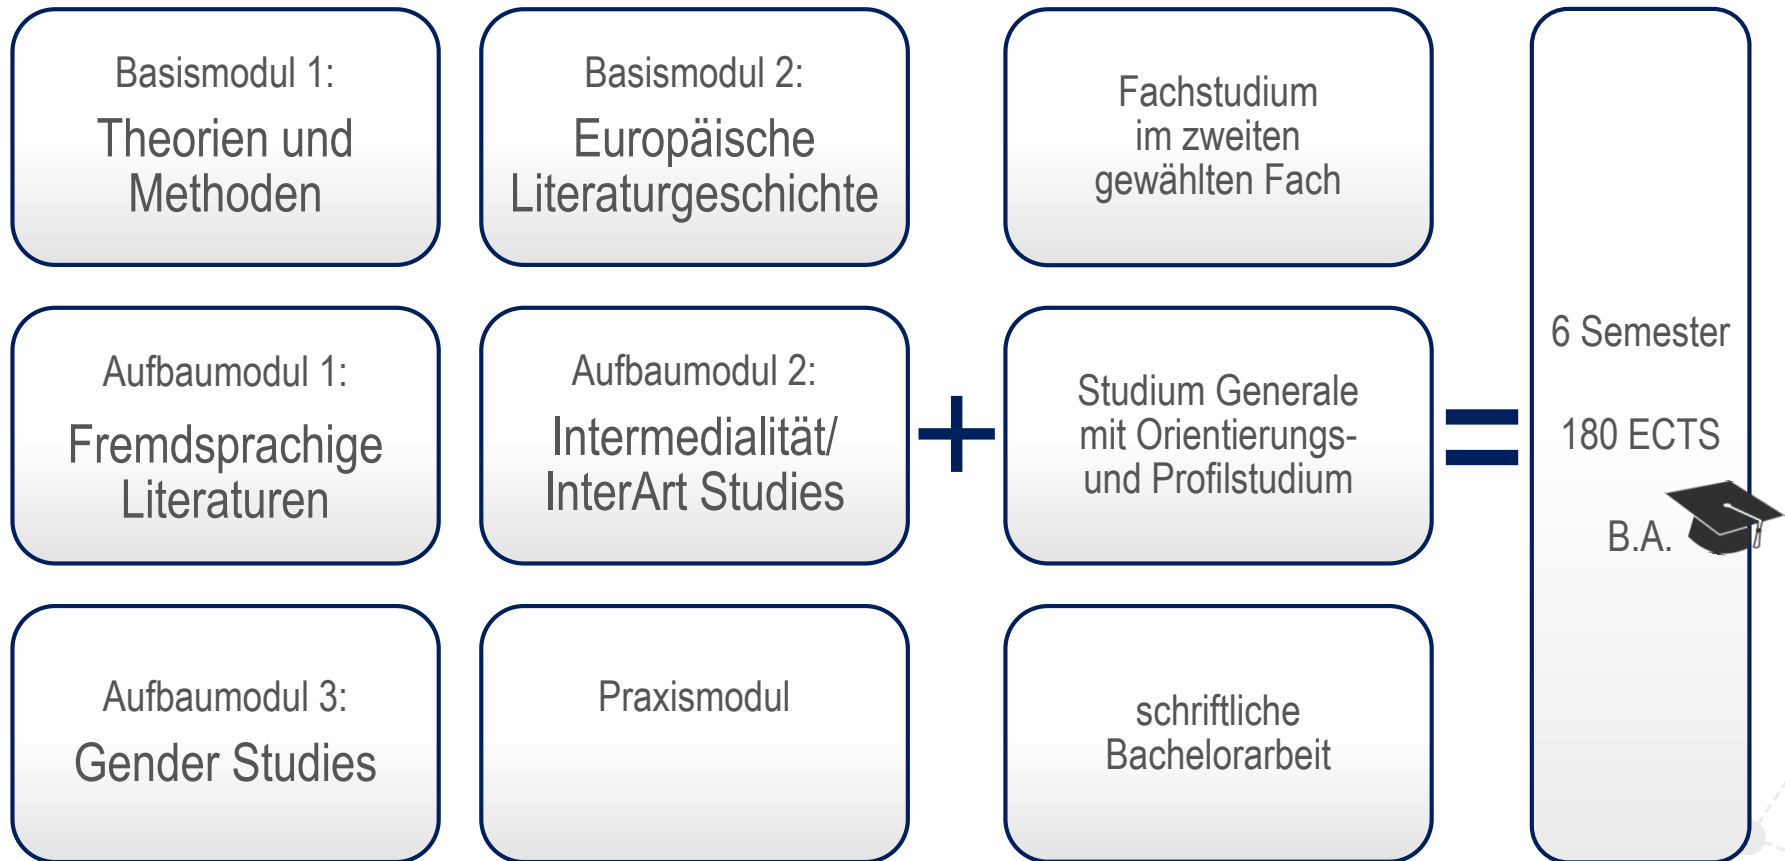 Basismodul 1:
Theorien und
Methoden
Basismodul 2:
Europäische
Literaturgeschichte
Fachstudium
im zweiten
gewählten Fach
Aufbaumodul 1:
Fremdsprachige
Literaturen
Aufbaumodul 2:
Intermedialität/
InterArt Studies
+
Studium Generale
mit Orientierungs-
und Profilstudium
=
6 Semester
180 ECTS
B.A.
Aufbaumodul 3:
Gender Studies
Praxismodul
schriftliche
Bachelorarbeit